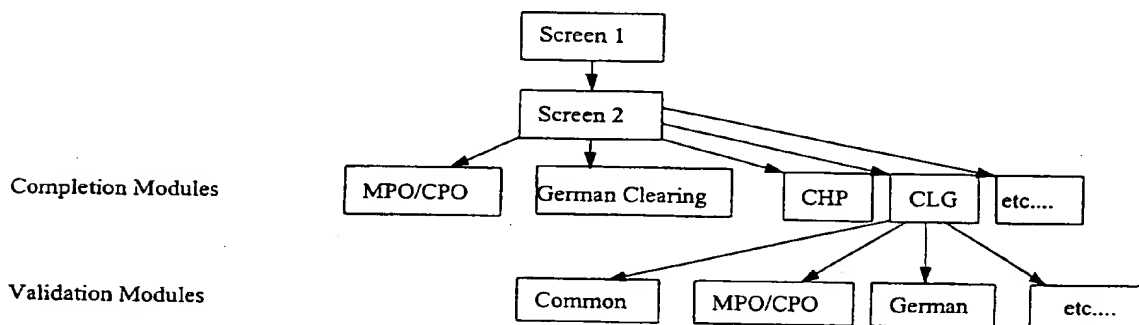 Screen 1
Screen 2
Completion Modules
MPO/CPO
German Clearing
CHP
CLG
etc....
Validation Modules
Common
MPO/CPO
German
etc....